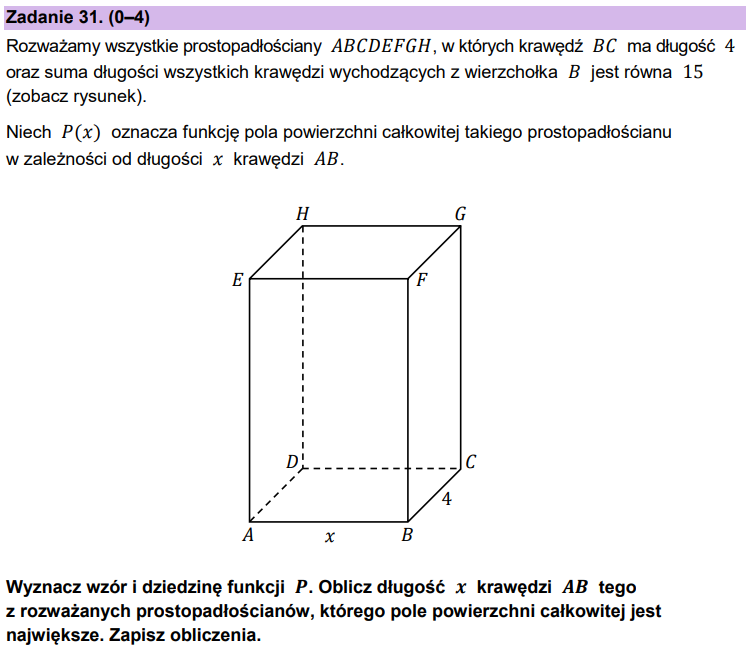 Zadanie 31. (0–4)
Rozważamy wszystkie prostopadłościany ABCDEFGH, w których krawędź BC ma długość 4
oraz suma długości wszystkich krawędzi wychodzących z wierzchołka B jest równa 15
(zobacz rysunek).
Niech P(x) oznacza funkcję pola powierzchni całkowitej takiego prostopadłościanu
w zależności od długości x krawędzi AB.
H G
E F
D C
4
A x B
Wyznacz wzór i dziedzinę funkcji P. Oblicz długość x krawędzi AB tego
z rozważanych prostopadłościanów, którego pole powierzchni całkowitej jest
największe. Zapisz obliczenia.